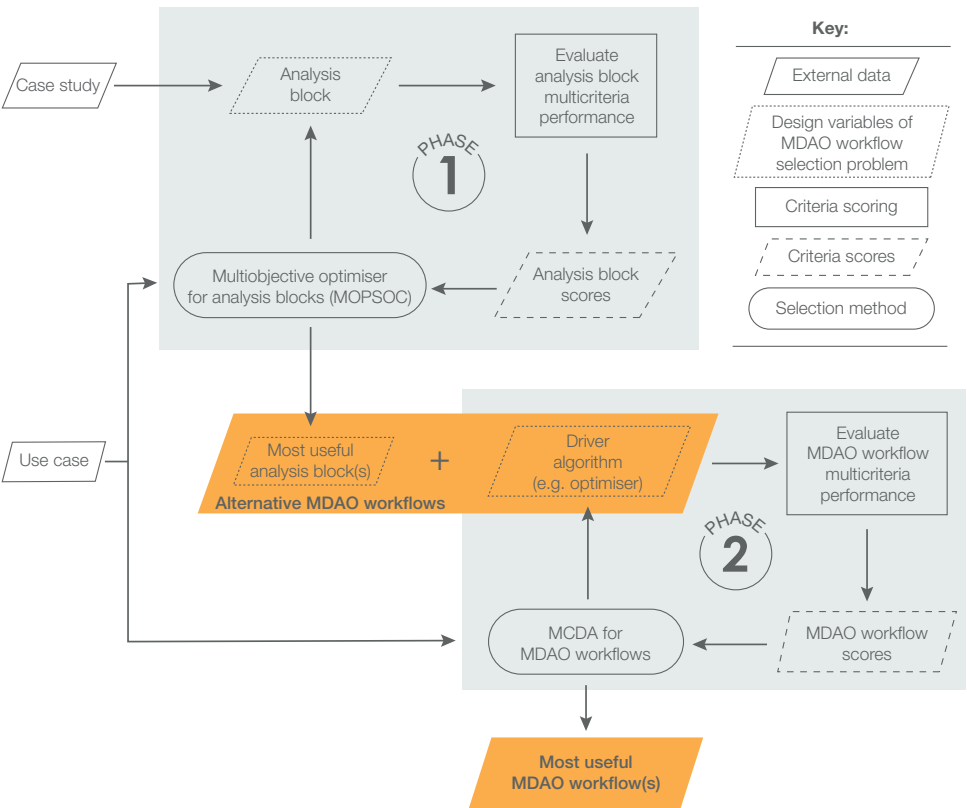 Case study
Analysis
block
Evaluate
analysis block
multicriteria
performance
PHASE
1
Multiobjective optimiser
for analysis blocks (MOPSOC)
Analysis block
scores
Key:
External data
Design variables of
MDAO workflow
selection problem
Criteria scoring
Criteria scores
Selection method
Use case
Most useful
analysis block(s)
+
Driver
algorithm
(e.g. optimiser)
Alternative MDAO workflows
Evaluate
MDAO workflow
multicriteria
performance
PHASE
2
MCDA for
MDAO workflows
MDAO workflow
scores
Most useful
MDAO workflow(s)